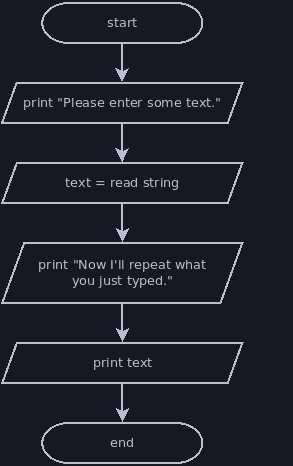 start
print "Please enter some text."
text = read string
print "Now I'll repeat what
you just typed."
print text
end